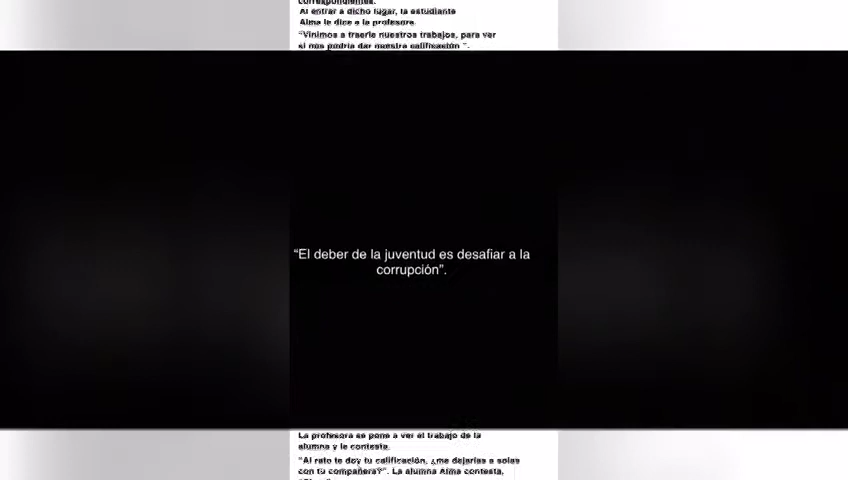 correspondientes.
Al entrar a dicho lugar, la estudiante
Alma le dice a la profesora.
"Vinimos a traerle nuestros trabajos, para ver
si nos podría dar nuestra calificación ".
“El deber de la juventud es desafiar a la
corrupción”.
La profesora se pone a ver el trabajo de la
alumna y le contesta.
"Al rato te doy tu calificación, ¿me dejarías a solas
con tu compañera?". La alumna Alma contesta,